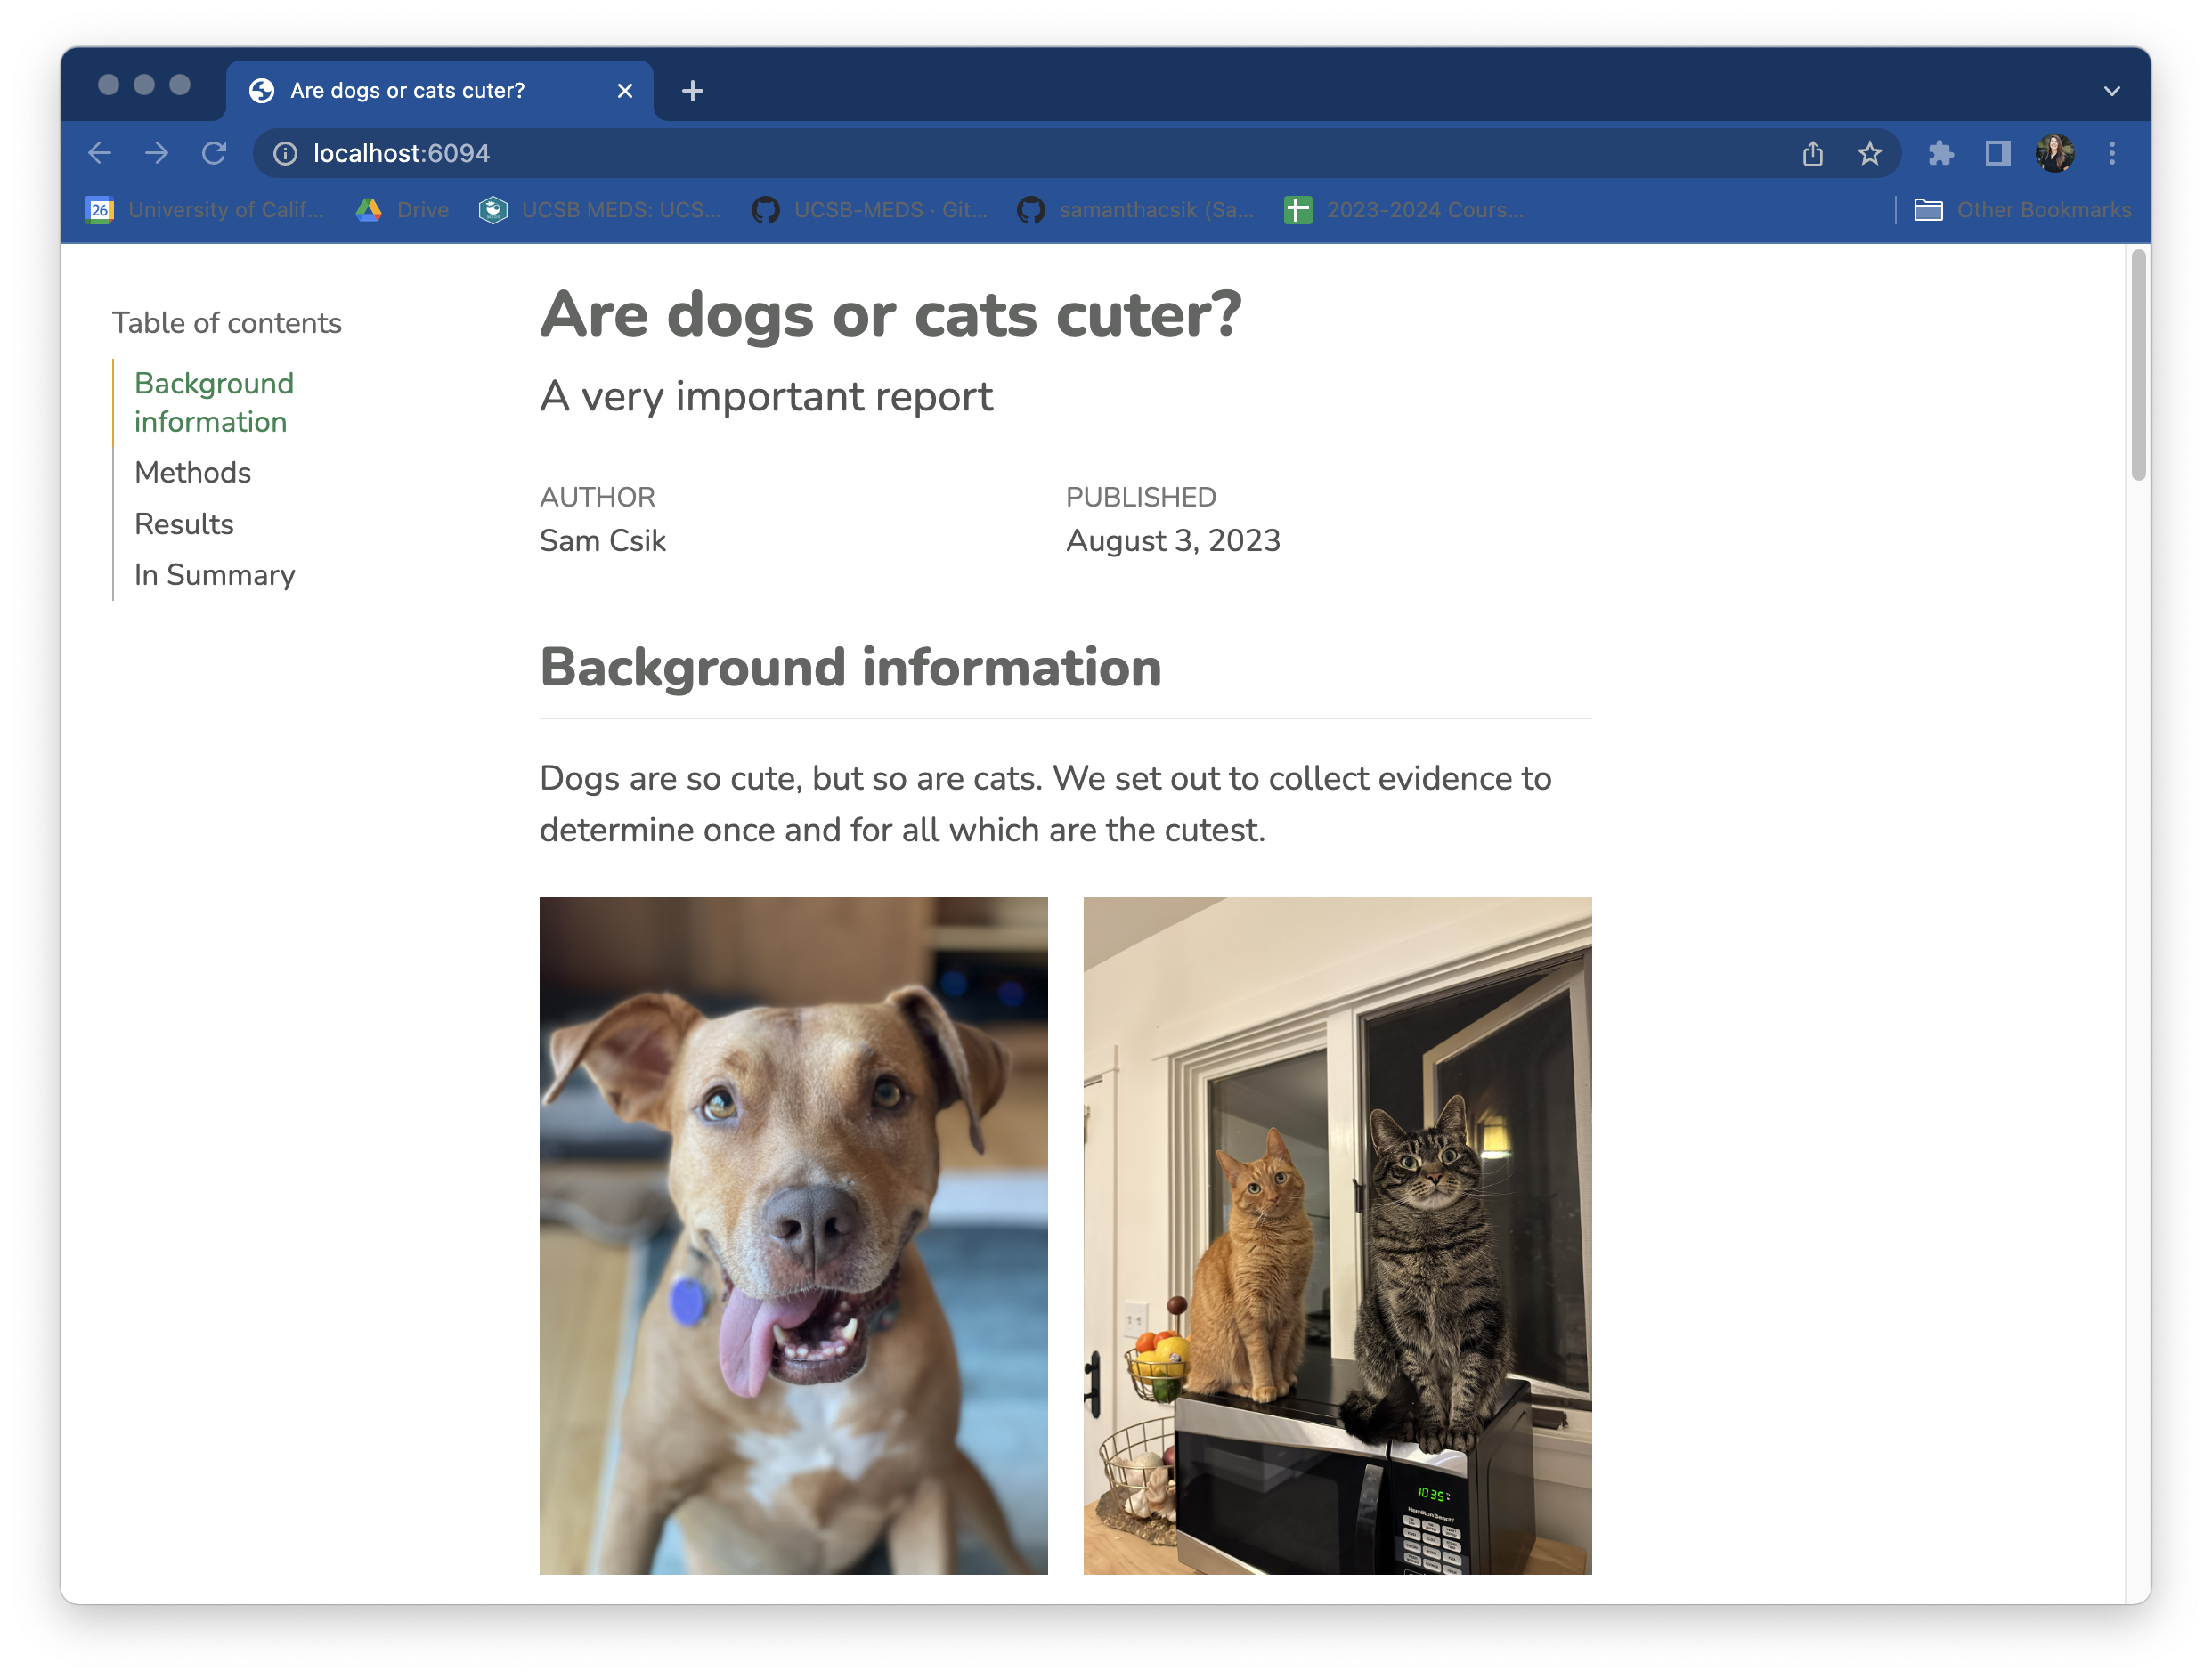 Are dogs or cats cuter?
localhost:6094
26
University of Calif...
Drive
UCSB MEDS: UCS...
UCSB-MEDS · Git...
samanthacsik (Sa...
2023-2024 Cours...
Other Bookmarks
Table of contents
Background
information
Methods
Results
In Summary
Are dogs or cats cuter?
A very important report
AUTHOR
Sam Csik
PUBLISHED
August 3, 2023
Background information
Dogs are so cute, but so are cats. We set out to collect evidence to
determine once and for all which are the cutest.
10:35
Hamilton Beach